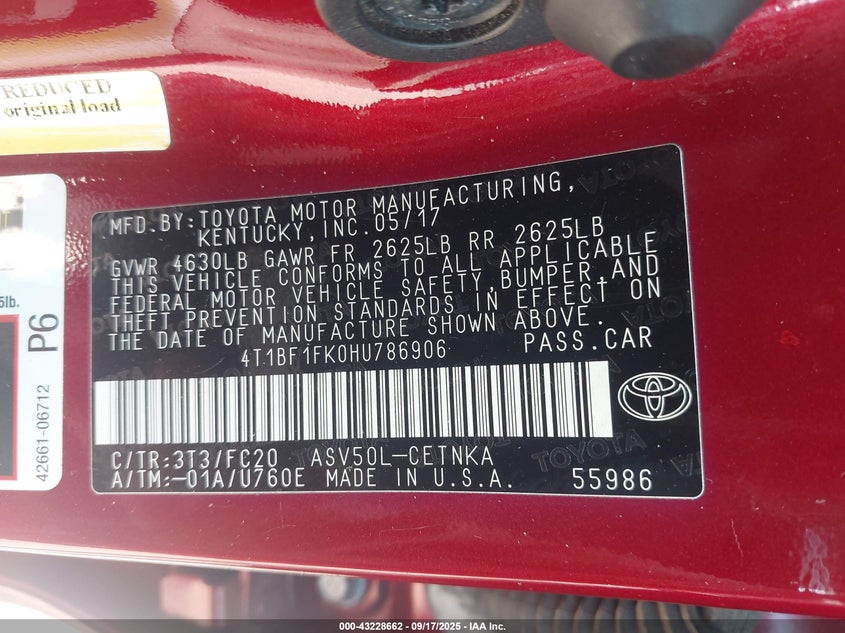 REDUCED
original load
5lb.
P6
42661-06712
MFD.BY:TOYOTA MOTOR MANUFACTURING,
KENTUCKY,INC.05/17
GVWR 4630LB GAWR FR 2625LB RR 2625LB
THIS VEHICLE CONFORMS TO ALL APPLICABLE
FEDERAL MOTOR VEHICLE SAFETY,BUMPER,AND
THEFT PREVENTION STANDARDS IN EFFECT ON
THE DATE OF MANUFACTURE SHOWN ABOVE.
4T1BF1FK0HU786906 PASS.CAR
C/TR:3T3/FC20 ASV50L-CETNKA
A/TM:-01A/U760E MADE IN U.S.A. 55986
TOYOTA
000-43228662 - 09/17/2025 - IAA Inc.